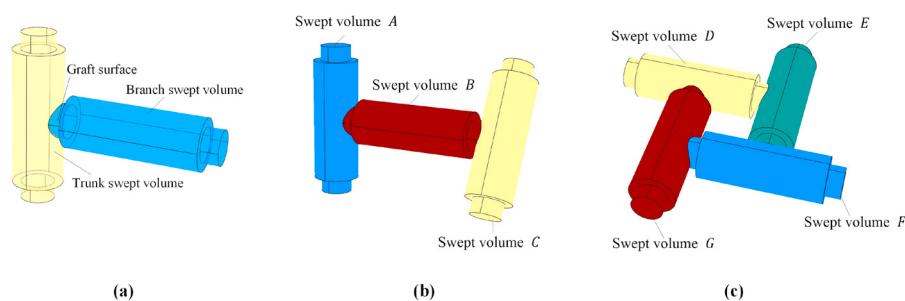 Graft surface
Branch swept volume
Trunk swept volume
(a)
Swept volume A
Swept volume B
Swept volume C
(b)
Swept volume D
Swept volume E
Swept volume F
Swept volume G
(c)